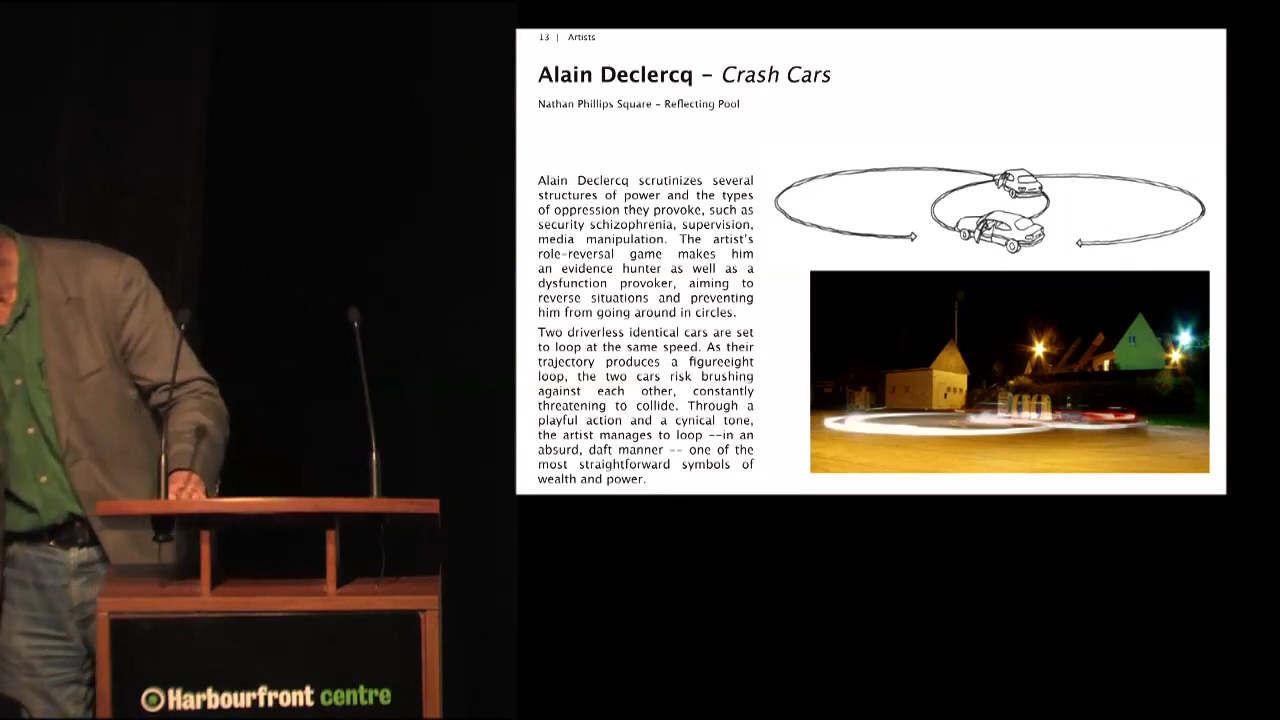 13 | Artists
Alain Declercq – Crash Cars
Nathan Phillips Square – Reflecting Pool
Alain Declercq scrutinizes several
structures of power and the types
of oppression they provoke, such as
security schizophrenia, supervision,
media manipulation. The artist's
role-reversal game makes him
an evidence hunter as well as a
dysfunction provoker, aiming to
reverse situations and preventing
him from going around in circles.
Two driverless identical cars are set
to loop at the same speed. As their
trajectory produces a figureeight
loop, the two cars risk brushing
against each other, constantly
threatening to collide. Through a
playful action and a cynical tone,
the artist manages to loop --in an
absurd, daft manner -- one of the
most straightforward symbols of
wealth and power.
Harbourfront centre